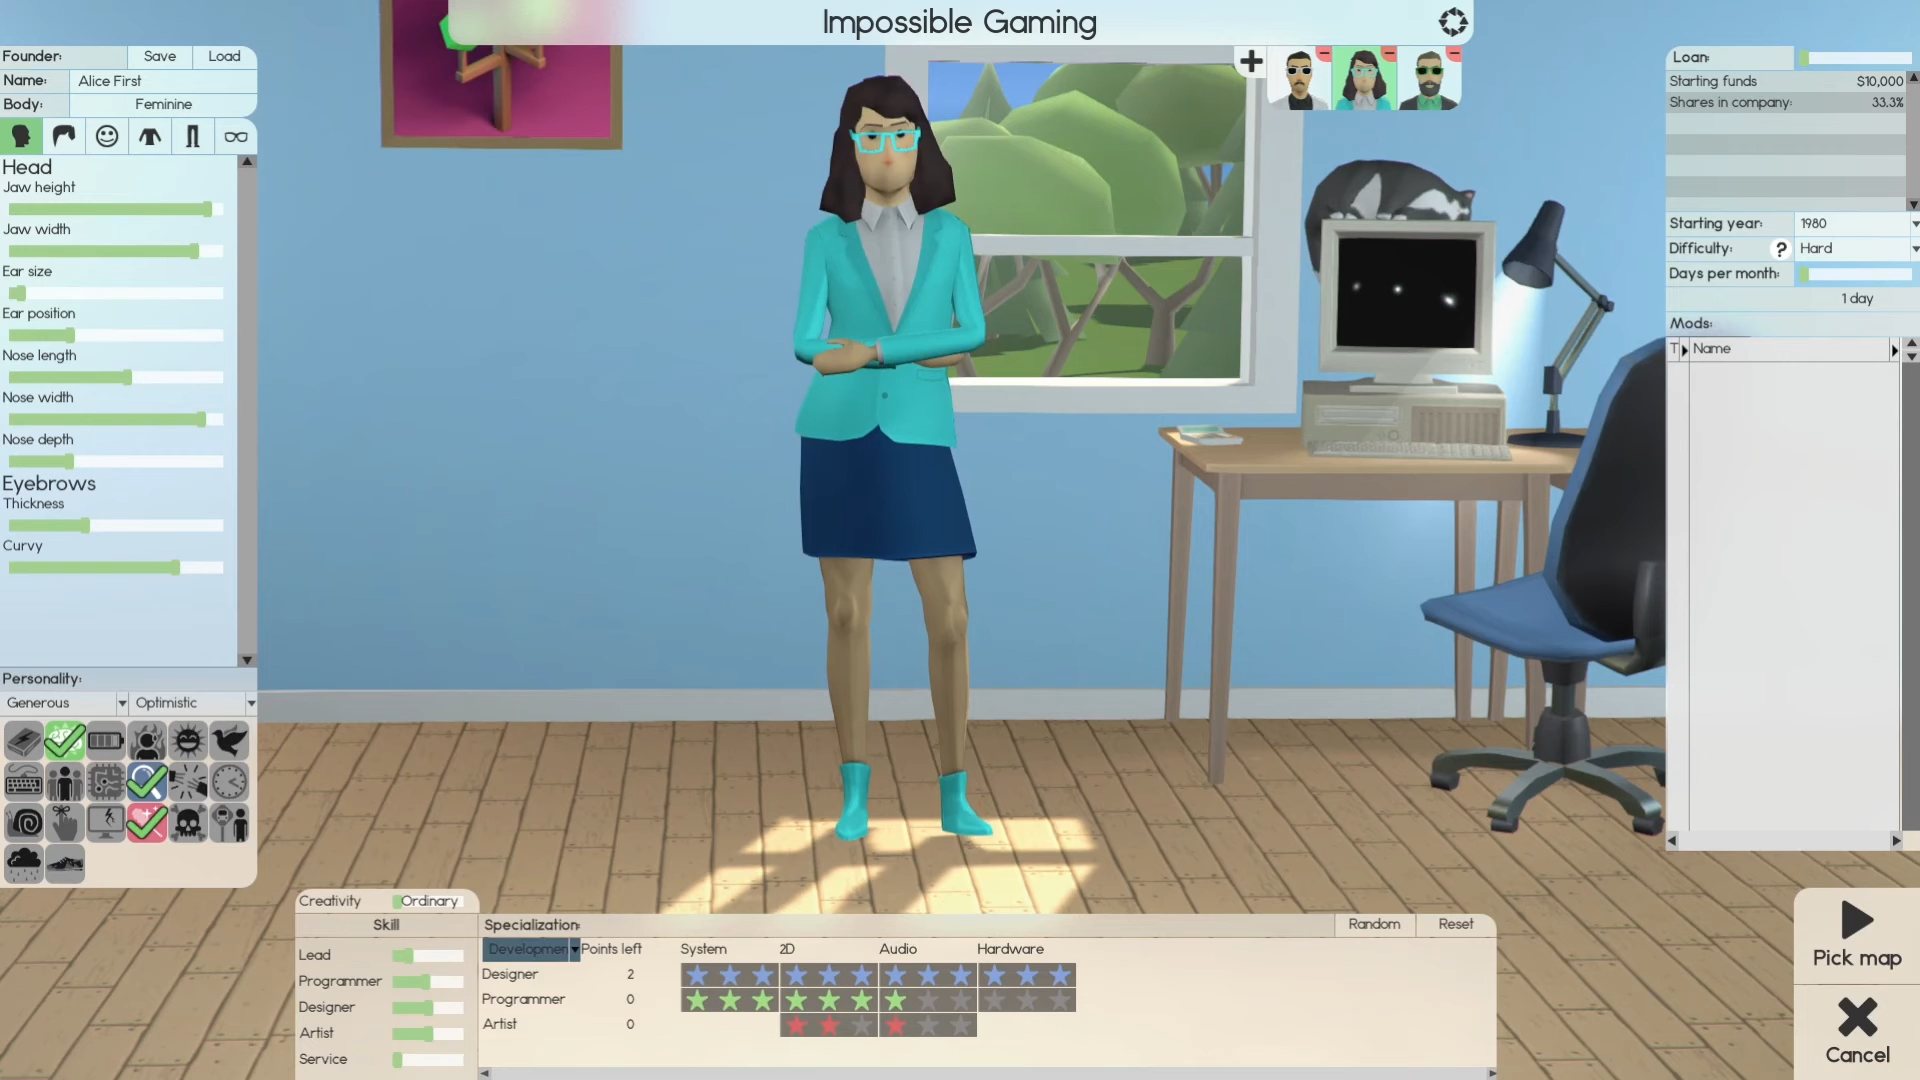 Impossible Gaming
Founder: Save Load
Name: Alice First
Body: Feminine
Head
Jaw height
Jaw width
Ear size
Ear position
Nose length
Nose width
Nose depth
Eyebrows
Thickness
Curvy
Personality:
Generous Optimistic
Creativity Ordinary
Skill
Lead
Programmer
Designer
Artist
Service
Specialization: Random Reset
Developmen Points left System 2D Audio Hardware
Designer 2
Programmer 0
Artist 0
Loan:
Starting funds $10,000
Shares in company: 33.3%
Starting year: 1980
Difficulty: ? Hard
Days per month:
1 day
Mods:
T Name
Pick map
Cancel